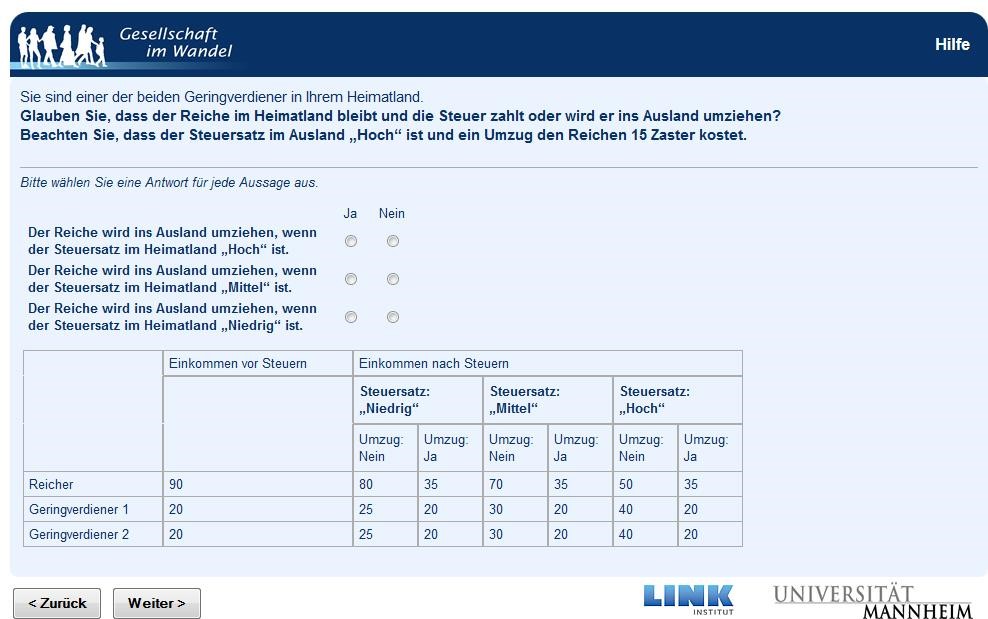 Gesellschaft
im Wandel
Hilfe
Sie sind einer der beiden Geringverdiener in Ihrem Heimatland.
Glauben Sie, dass der Reiche im Heimatland bleibt und die Steuer zahlt oder wird er ins Ausland umziehen?
Beachten Sie, dass der Steuersatz im Ausland „Hoch“ ist und ein Umzug den Reichen 15 Zaster kostet.
Bitte wählen Sie eine Antwort für jede Aussage aus.
Ja Nein
Der Reiche wird ins Ausland umziehen, wenn
der Steuersatz im Heimatland „Hoch“ ist.
Der Reiche wird ins Ausland umziehen, wenn
der Steuersatz im Heimatland „Mittel“ ist.
Der Reiche wird ins Ausland umziehen, wenn
der Steuersatz im Heimatland „Niedrig“ ist.
Einkommen vor Steuern Einkommen nach Steuern
Steuersatz: Steuersatz: Steuersatz:
„Niedrig“ „Mittel“ „Hoch“
Umzug: Umzug: Umzug: Umzug: Umzug: Umzug:
Nein Ja Nein Ja Nein Ja
Reicher 90 80 35 70 35 50 35
Geringverdiener 1 20 25 20 30 20 40 20
Geringverdiener 2 20 25 20 30 20 40 20
< Zurück Weiter >
LINK
INSTITUT
UNIVERSITÄT
MANNHEIM